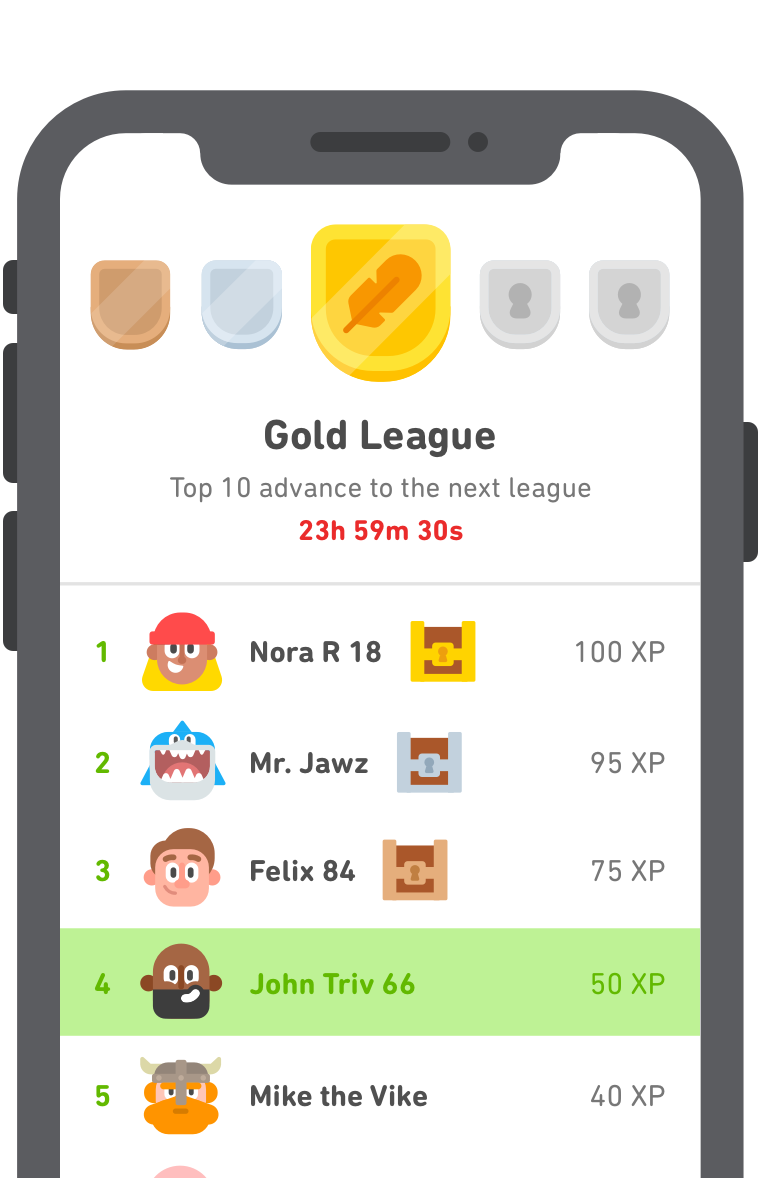 Gold League
Top 10 advance to the next league
23h 59m 30s
1 Nora R 18 100 XP
2 Mr. Jawz 95 XP
3 Felix 84 75 XP
4 John Triv 66 50 XP
5 Mike the Vike 40 XP